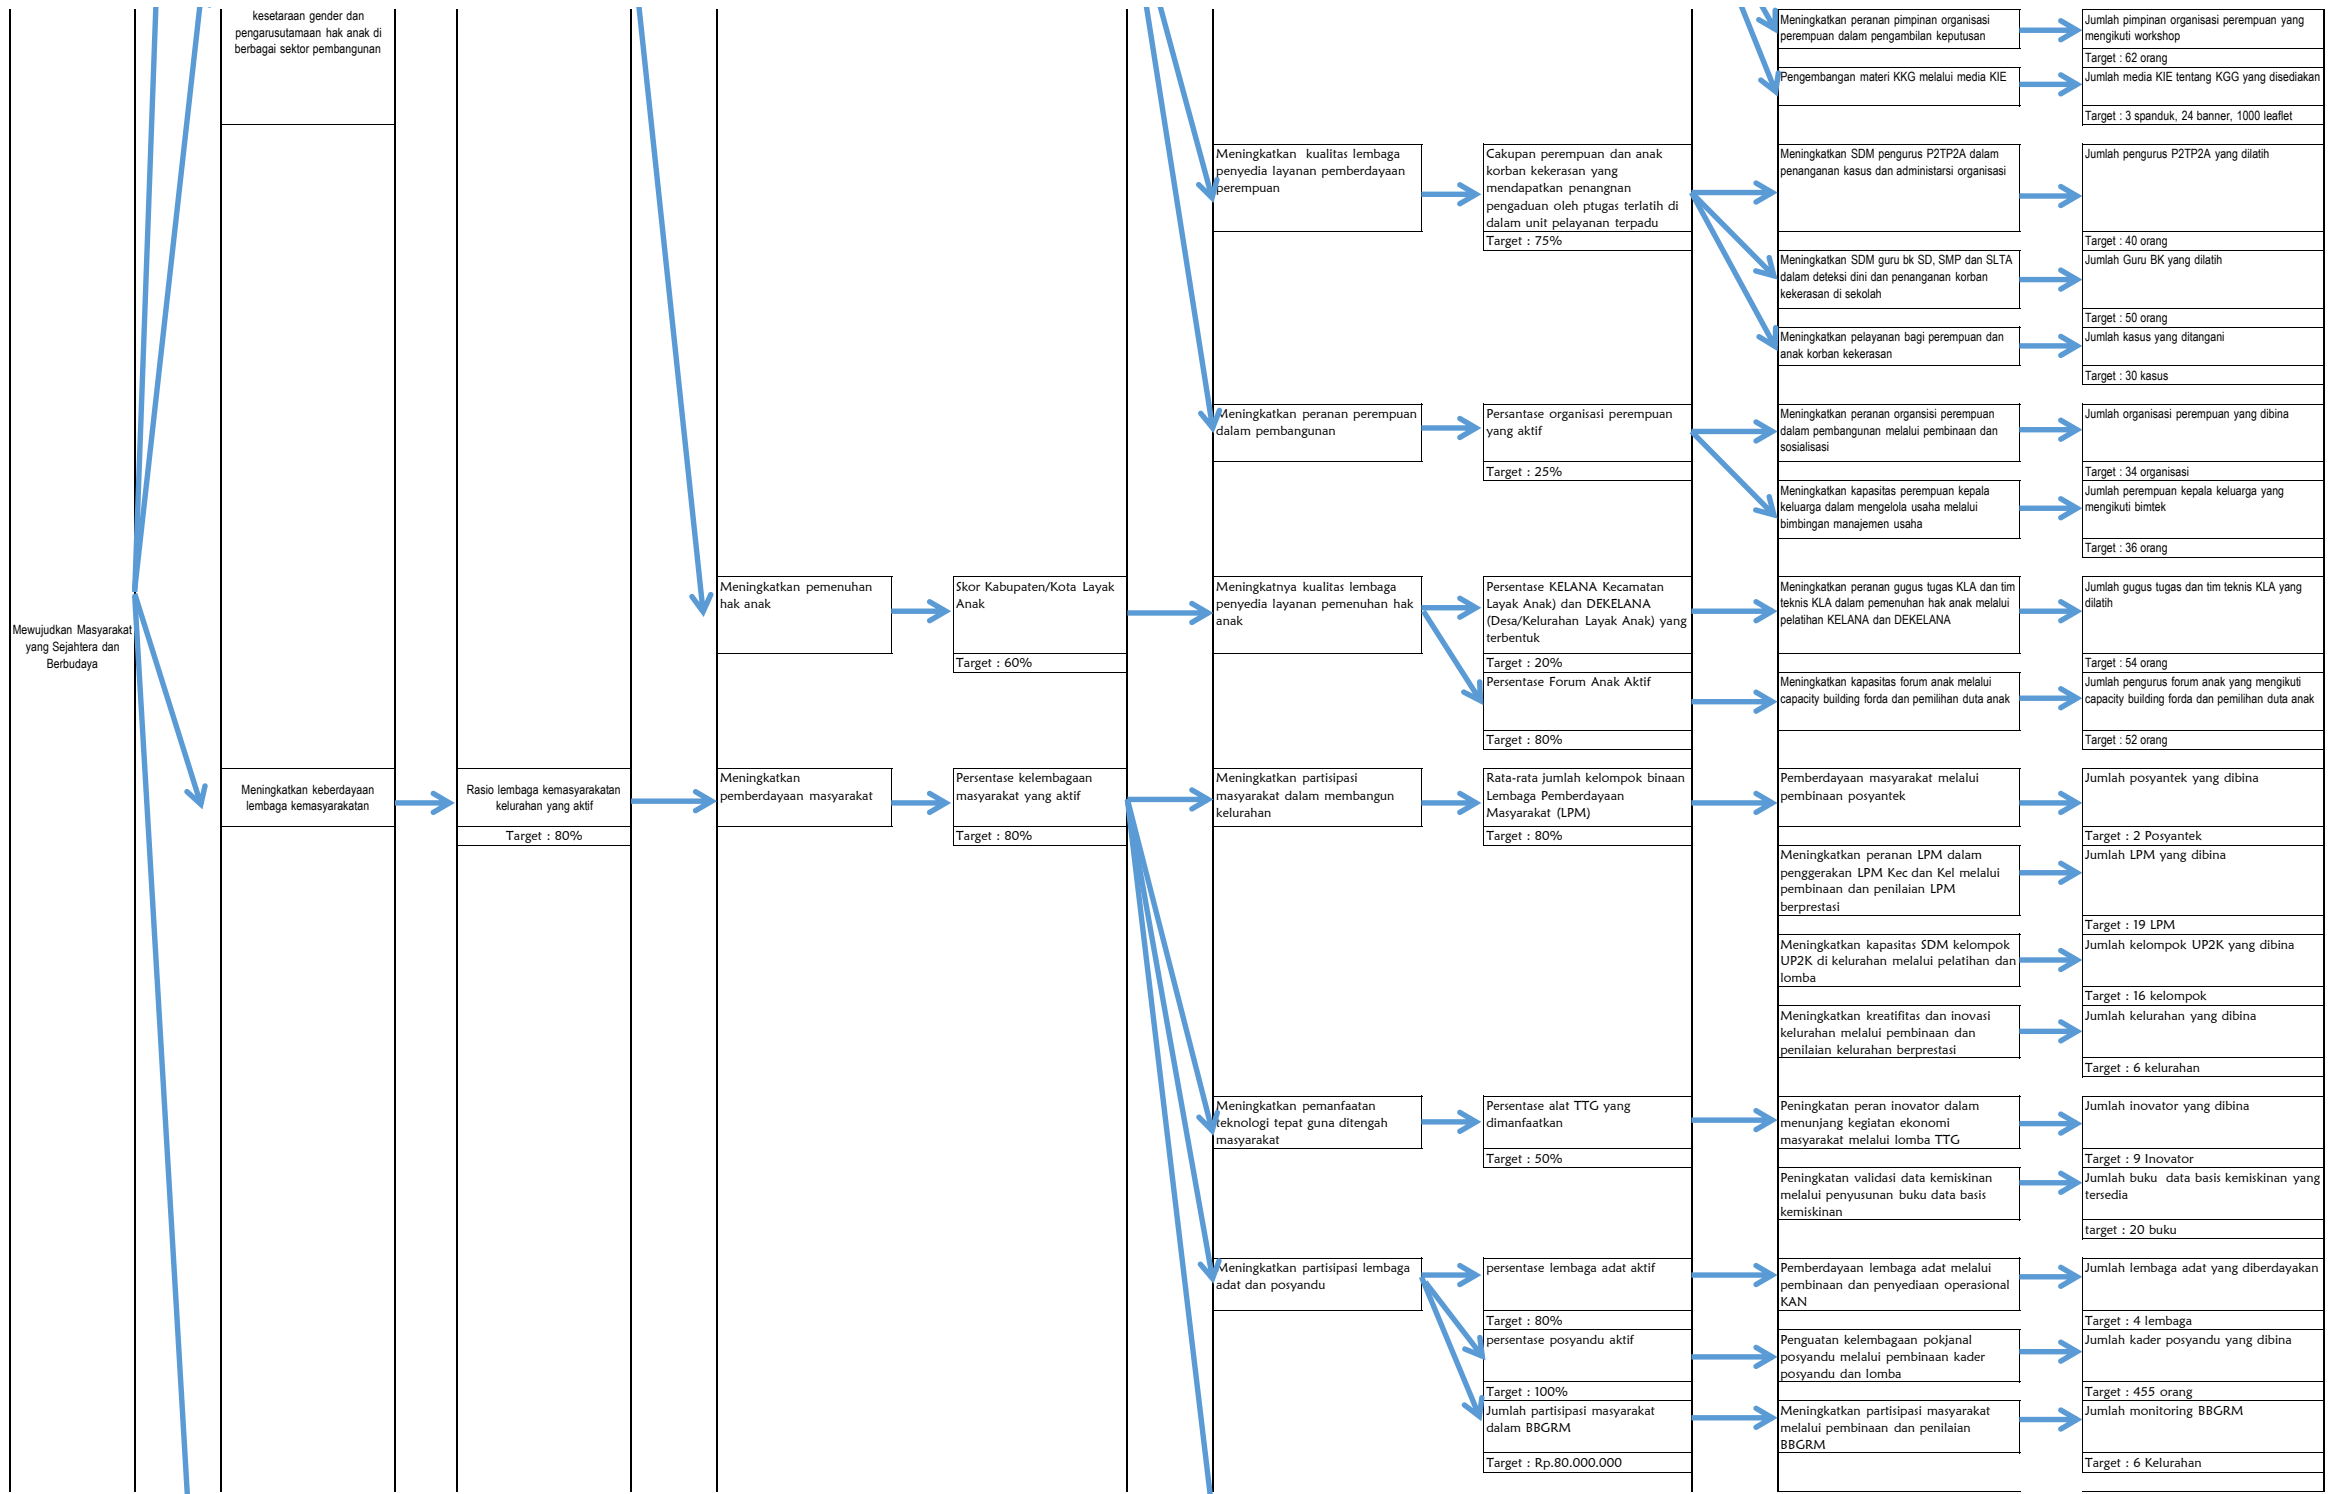 kesetaraan gender dan
pengarusutamaan hak anak di
berbagai sektor pembangunan
Meningkatkan peranan pimpinan organisasi
perempuan dalam pengambilan keputusan
Jumlah pimpinan organisasi perempuan yang
mengikuti workshop
Target : 62 orang
Pengembangan materi KKG melalui media KIE
Jumlah media KIE tentang KGG yang disediakan
Target : 3 spanduk, 24 banner, 1000 leaflet
Meningkatkan kualitas lembaga
penyedia layanan pemberdayaan
perempuan
Cakupan perempuan dan anak
korban kekerasan yang
mendapatkan penangnan
pengaduan oleh ptugas terlatih di
dalam unit pelayanan terpadu
Target : 75%
Meningkatkan SDM pengurus P2TP2A dalam
penanganan kasus dan administarsi organisasi
Jumlah pengurus P2TP2A yang dilatih
Target : 40 orang
Meningkatkan SDM guru bk SD, SMP dan SLTA
dalam deteksi dini dan penanganan korban
kekerasan di sekolah
Jumlah Guru BK yang dilatih
Target : 50 orang
Meningkatkan pelayanan bagi perempuan dan
anak korban kekerasan
Jumlah kasus yang ditangani
Target : 30 kasus
Meningkatkan peranan perempuan
dalam pembangunan
Persantase organisasi perempuan
yang aktif
Target : 25%
Meningkatkan peranan organsisi perempuan
dalam pembangunan melalui pembinaan dan
sosialisasi
Jumlah organisasi perempuan yang dibina
Target : 34 organisasi
Meningkatkan kapasitas perempuan kepala
keluarga dalam mengelola usaha melalui
bimbingan manajemen usaha
Jumlah perempuan kepala keluarga yang
mengikuti bimtek
Target : 36 orang
Mewujudkan Masyarakat
yang Sejahtera dan
Berbudaya
Meningkatkan pemenuhan
hak anak
Skor Kabupaten/Kota Layak
Anak
Target : 60%
Meningkatnya kualitas lembaga
penyedia layanan pemenuhan hak
anak
Persentase KELANA Kecamatan
Layak Anak) dan DEKELANA
(Desa/Kelurahan Layak Anak) yang
terbentuk
Target : 20%
Meningkatkan peranan gugus tugas KLA dan tim
teknis KLA dalam pemenuhan hak anak melalui
pelatihan KELANA dan DEKELANA
Jumlah gugus tugas dan tim teknis KLA yang
dilatih
Target : 54 orang
Persentase Forum Anak Aktif
Target : 80%
Meningkatkan kapasitas forum anak melalui
capacity building forda dan pemilihan duta anak
Jumlah pengurus forum anak yang mengikuti
capacity building forda dan pemilihan duta anak
Target : 52 orang
Meningkatkan keberdayaan
lembaga kemasyarakatan
Rasio lembaga kemasyarakatan
kelurahan yang aktif
Target : 80%
Meningkatkan
pemberdayaan masyarakat
Persentase kelembagaan
masyarakat yang aktif
Target : 80%
Meningkatkan partisipasi
masyarakat dalam membangun
kelurahan
Rata-rata jumlah kelompok binaan
Lembaga Pemberdayaan
Masyarakat (LPM)
Target : 80%
Pemberdayaan masyarakat melalui
pembinaan posyantek
Jumlah posyantek yang dibina
Target : 2 Posyantek
Meningkatkan peranan LPM dalam
penggerakan LPM Kec dan Kel melalui
pembinaan dan penilaian LPM
berprestasi
Jumlah LPM yang dibina
Target : 19 LPM
Meningkatkan kapasitas SDM kelompok
UP2K di kelurahan melalui pelatihan dan
lomba
Jumlah kelompok UP2K yang dibina
Target : 16 kelompok
Meningkatkan kreatifitas dan inovasi
kelurahan melalui pembinaan dan
penilaian kelurahan berprestasi
Jumlah kelurahan yang dibina
Target : 6 kelurahan
Meningkatkan pemanfaatan
teknologi tepat guna ditengah
masyarakat
Persentase alat TTG yang
dimanfaatkan
Target : 50%
Peningkatan peran inovator dalam
menunjang kegiatan ekonomi
masyarakat melalui lomba TTG
Jumlah inovator yang dibina
Target : 9 Inovator
Peningkatan validasi data kemiskinan
melalui penyusunan buku data basis
kemiskinan
Jumlah buku data basis kemiskinan yang
tersedia
target : 20 buku
Meningkatkan partisipasi lembaga
adat dan posyandu
persentase lembaga adat aktif
Target : 80%
Pemberdayaan lembaga adat melalui
pembinaan dan penyediaan operasional
KAN
Jumlah lembaga adat yang diberdayakan
Target : 4 lembaga
persentase posyandu aktif
Target : 100%
Penguatan kelembagaan pokjanal
posyandu melalui pembinaan kader
posyandu dan lomba
Jumlah kader posyandu yang dibina
Target : 455 orang
Jumlah partisipasi masyarakat
dalam BBGRM
Target : Rp.80.000.000
Meningkatkan partisipasi masyarakat
melalui pembinaan dan penilaian
BBGRM
Jumlah monitoring BBGRM
Target : 6 Kelurahan